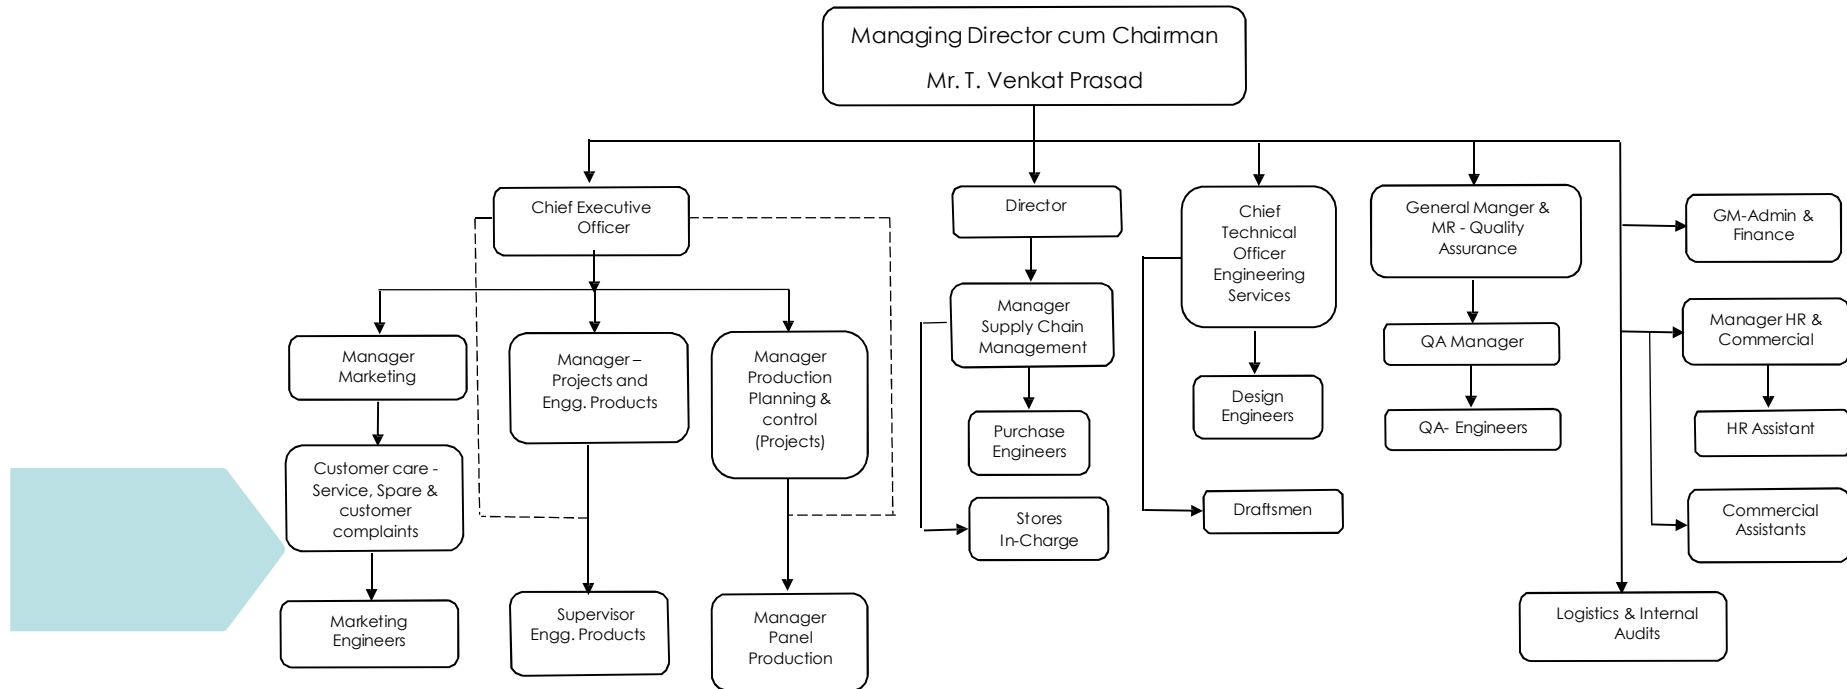 Managing Director cum Chairman
Mr. T. Venkat Prasad
Chief Executive
Officer
Director
Chief
Technical
Officer
Engineering
Services
General Manger &
MR - Quality
Assurance
GM-Admin &
Finance
Manager
Marketing
Manager –
Projects and
Engg. Products
Manager
Production
Planning &
control
(Projects)
Manager
Supply Chain
Management
QA Manager
Manager HR &
Commercial
Customer care -
Service, Spare &
customer
complaints
Purchase
Engineers
Design
Engineers
QA- Engineers
HR Assistant
Stores
In-Charge
Draftsmen
Commercial
Assistants
Marketing
Engineers
Supervisor
Engg. Products
Manager
Panel
Production
Logistics & Internal
Audits